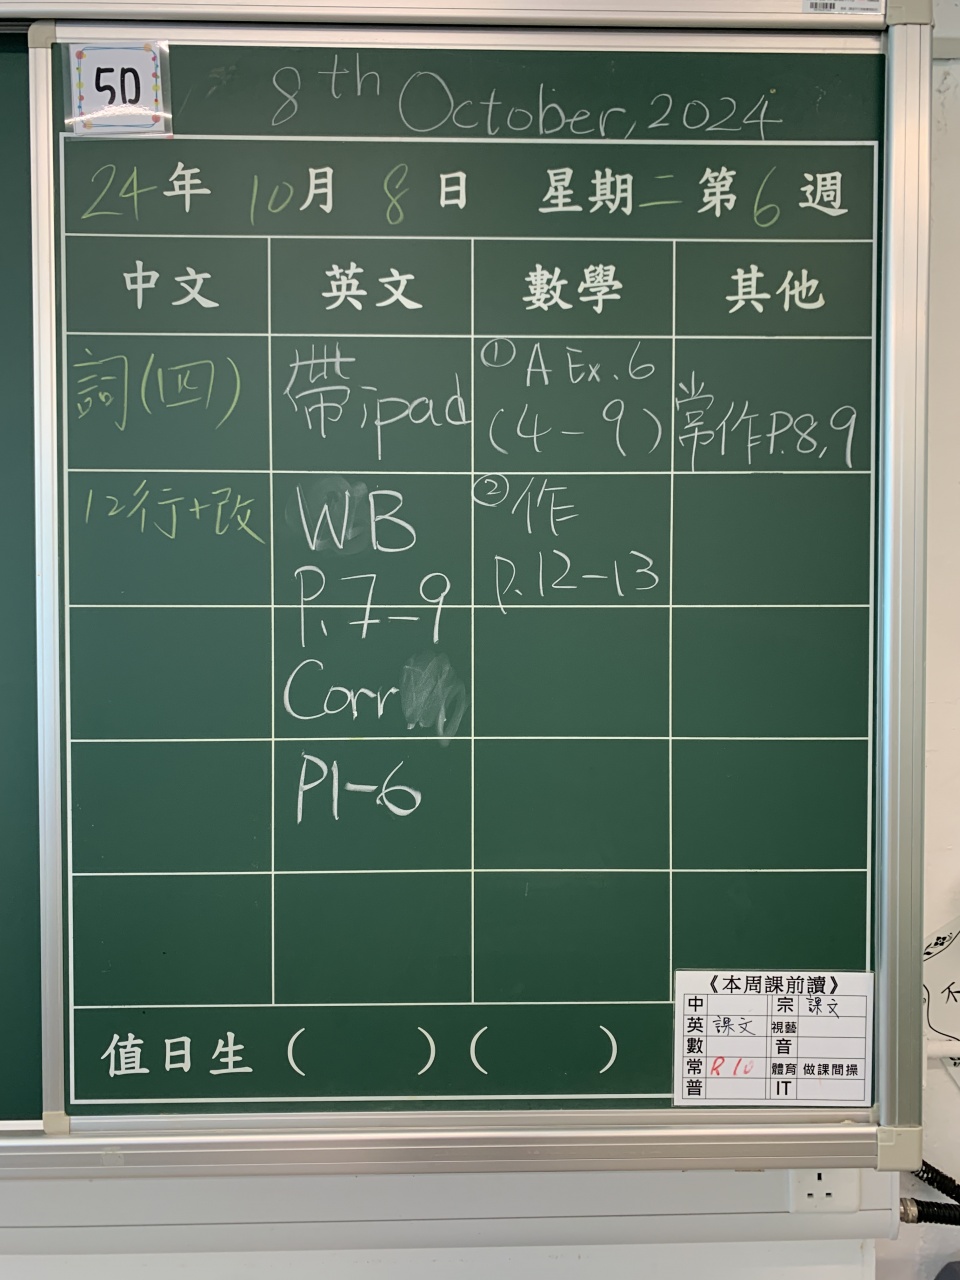 5D
8th October, 2024
24年 10月 8日 星期二 第6週
中文 英文 數學 其他
詞(四) 帶ipad ① A Ex.6 (4-9) 常作P.8,9
12行+改 WB P.7-9 ② 作 P.12-13
Corr
P1-6
值日生 ( ) ( )
《本周課前讀》
中 宗 課文
英 課文 視藝
數 音
常 P.10 體育 做課間操
普 IT